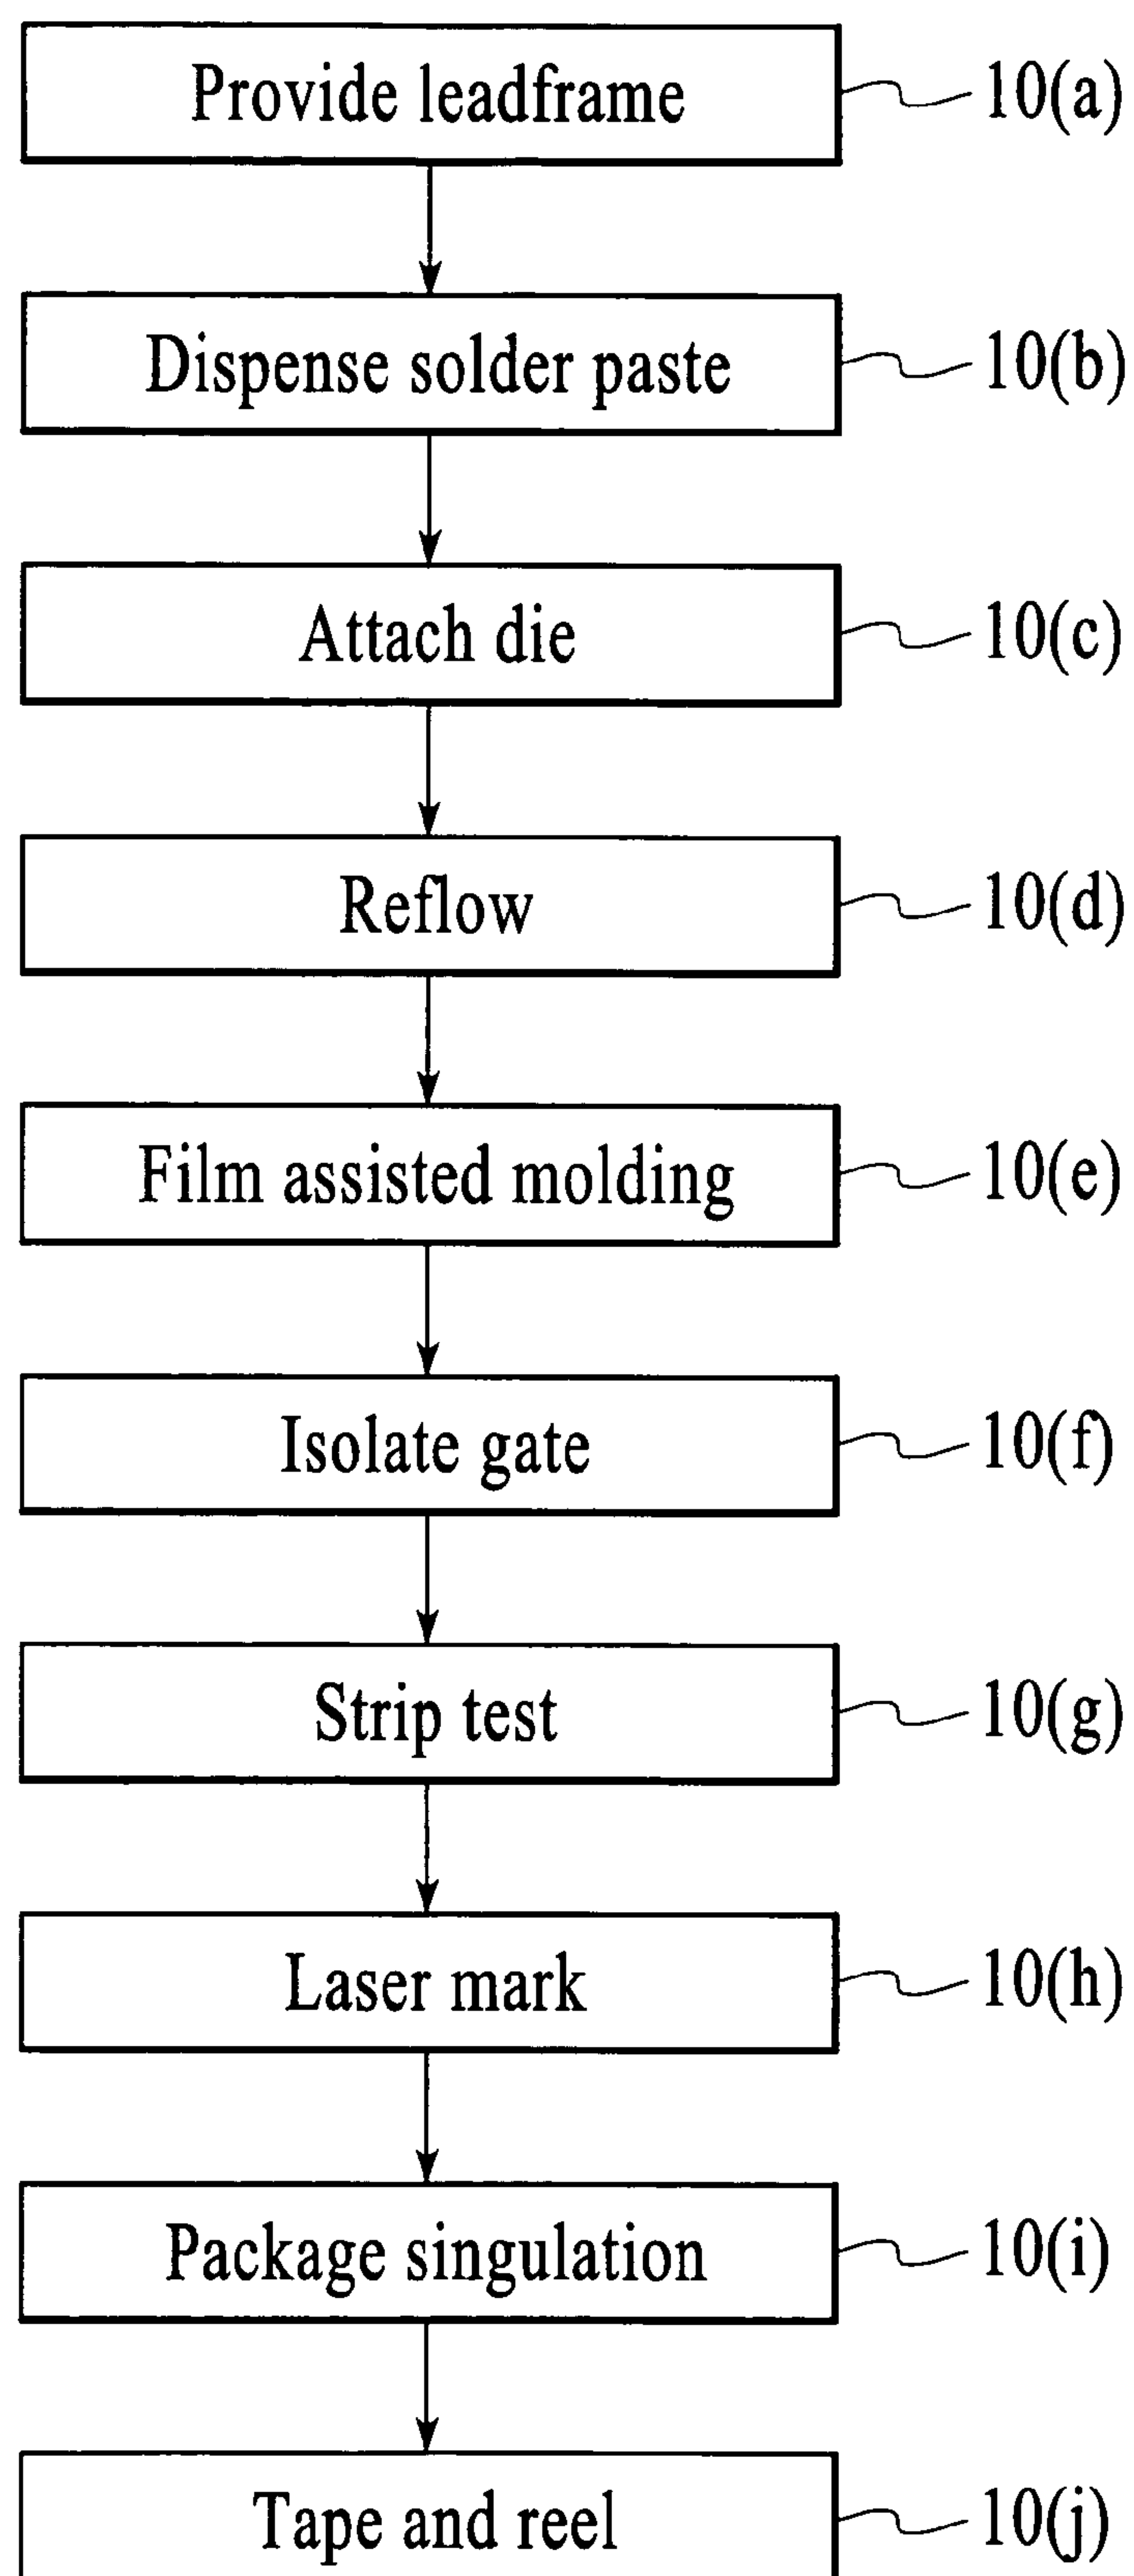 Provide leadframe 10(a)
Dispense solder paste 10(b)
Attach die 10(c)
Reflow 10(d)
Film assisted molding 10(e)
Isolate gate 10(f)
Strip test 10(g)
Laser mark 10(h)
Package singulation 10(i)
Tape and reel 10(j)